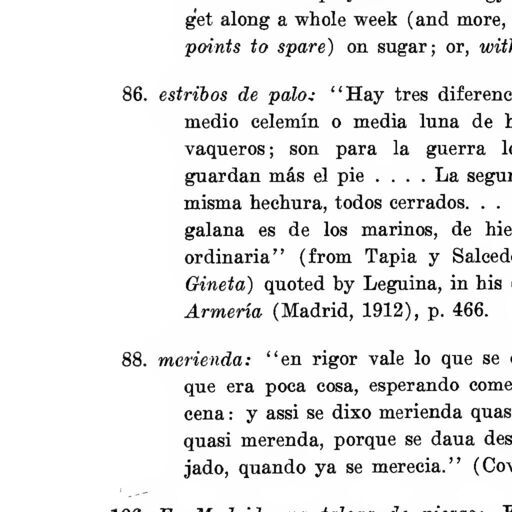 get along a whole week (and more,
points to spare) on sugar; or, with
86. estribos de palo: "Hay tres diferenc
medio celemín o media luna de h
vaqueros; son para la guerra lo
guardan más el pie . . . . La segun
misma hechura, todos cerrados. . .
galana es de los marinos, de hie
ordinaria" (from Tapia y Salced
Gineta) quoted by Leguina, in his
Armería (Madrid, 1912), p. 466.
88. merienda: "en rigor vale lo que se
que era poca cosa, esperando come
cena: y assi se dixo merienda quas
quasi merenda, porque se daua des
jado, quando ya se merecia." (Cov